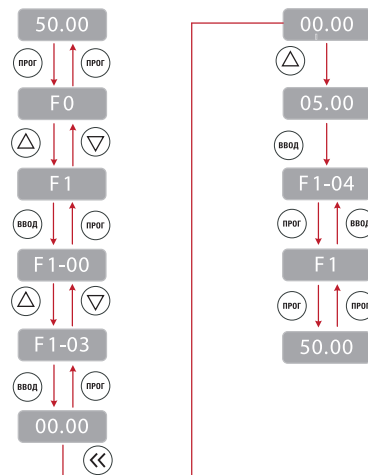 50.00
ПРОГ ПРОГ
F0
F1
ВВОД ПРОГ
F1-00
F1-03
ВВОД ПРОГ
00.00
00.00
05.00
ВВОД
F1-04
ПРОГ ВВОД
F1
ПРОГ ПРОГ
50.00